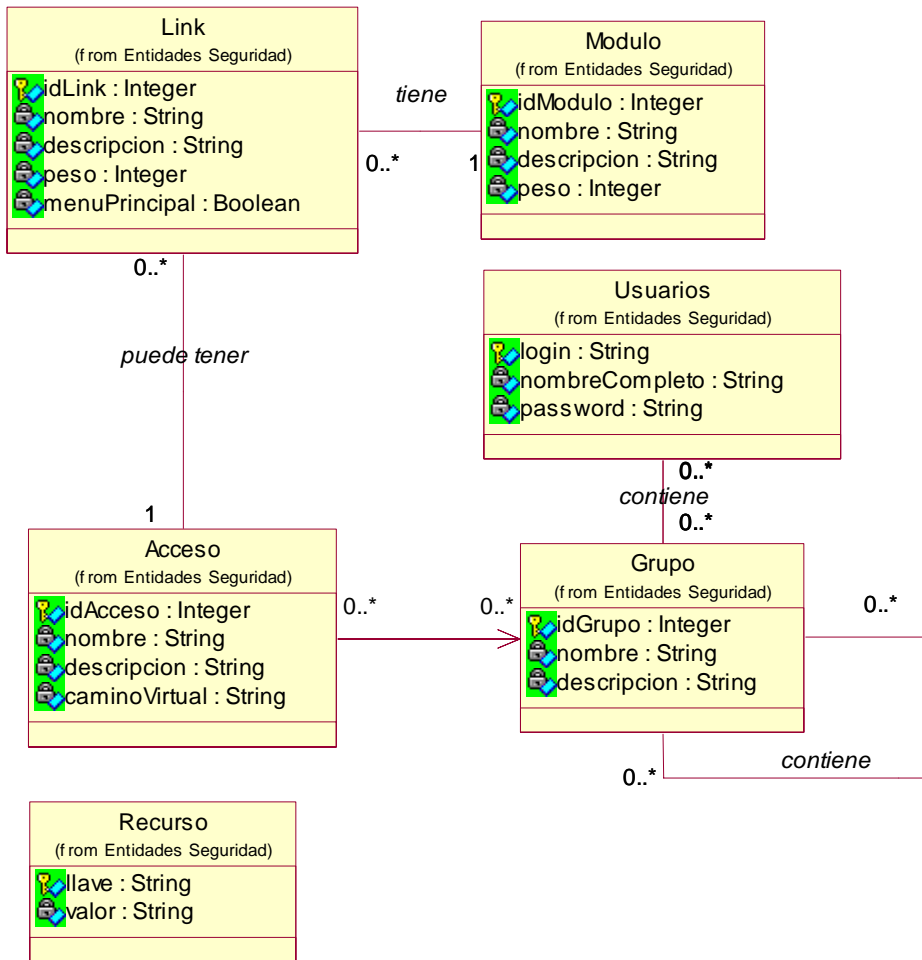 Link
(from Entidades Seguridad)
idLink : Integer
nombre : String
descripcion : String
peso : Integer
menuPrincipal : Boolean
tiene
0..*
1
Modulo
(from Entidades Seguridad)
idModulo : Integer
nombre : String
descripcion : String
peso : Integer
0..*
puede tener
1
Usuarios
(from Entidades Seguridad)
login : String
nombreCompleto : String
password : String
0..*
contiene
0..*
Acceso
(from Entidades Seguridad)
idAcceso : Integer
nombre : String
descripcion : String
caminoVirtual : String
0..*
0..*
Grupo
(from Entidades Seguridad)
idGrupo : Integer
nombre : String
descripcion : String
0..*
0..*
contiene
Recurso
(from Entidades Seguridad)
llave : String
valor : String